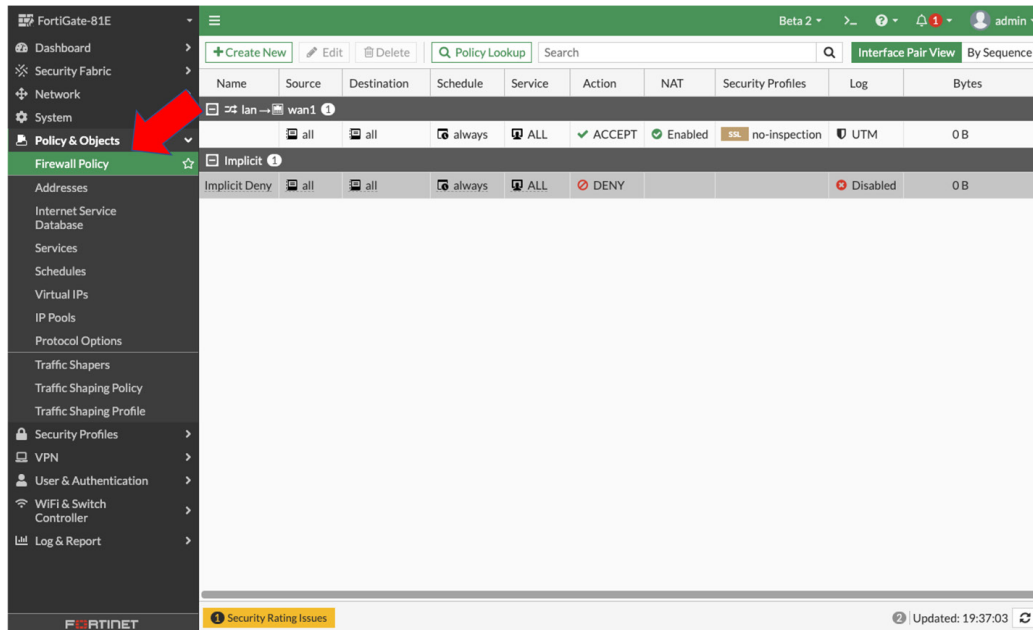 FortiGate-81E
Beta 2
>_
admin
Dashboard
Security Fabric
Network
System
Policy & Objects
Firewall Policy
Addresses
Internet Service
Database
Services
Schedules
Virtual IPs
IP Pools
Protocol Options
Traffic Shapers
Traffic Shaping Policy
Traffic Shaping Profile
Security Profiles
VPN
User & Authentication
WiFi & Switch
Controller
Log & Report
FORTINET
+Create New Edit Delete Policy Lookup Search Interface Pair View By Sequence
Name Source Destination Schedule Service Action NAT Security Profiles Log Bytes
lan → wan1 1
all all always ALL ACCEPT Enabled SSL no-inspection UTM 0 B
Implicit 1
Implicit Deny all all always ALL DENY Disabled 0 B
1 Security Rating Issues
2 Updated: 19:37:03